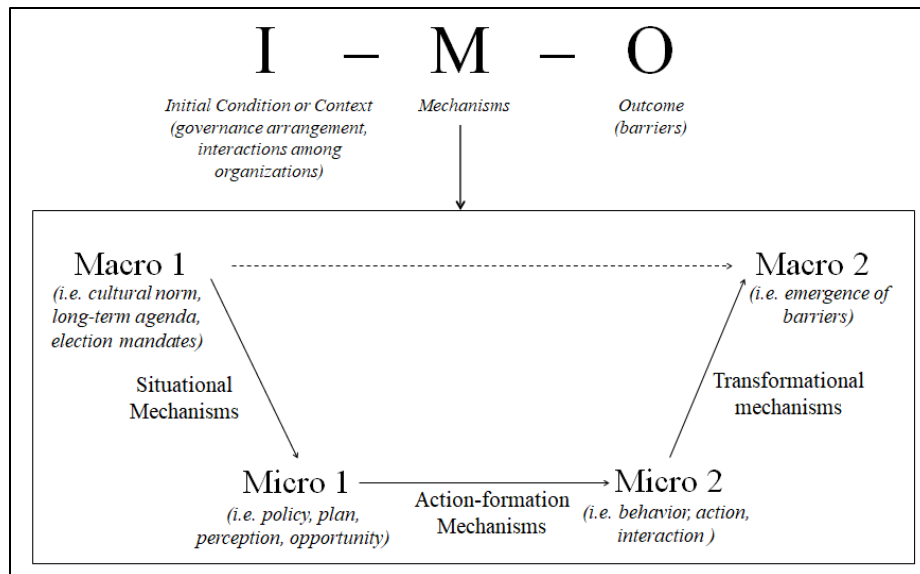 I – M – O
Initial Condition or Context
(governance arrangement,
interactions among
organizations)
Mechanisms
Outcome
(barriers)
Macro 1
(i.e. cultural norm,
long-term agenda,
election mandates)
Macro 2
(i.e. emergence of
barriers)
Situational
Mechanisms
Transformational
mechanisms
Micro 1
(i.e. policy, plan,
perception, opportunity)
Action-formation
Mechanisms
Micro 2
(i.e. behavior, action,
interaction )